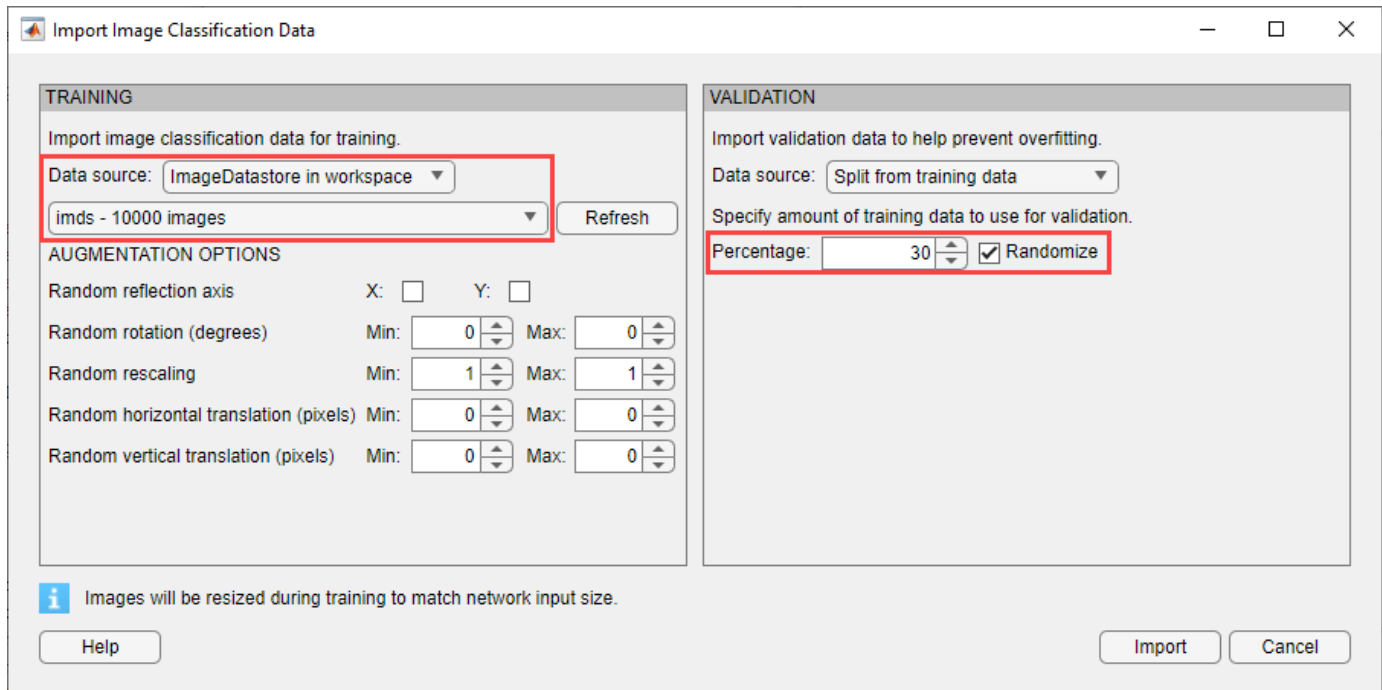 Import Image Classification Data
TRAINING
Import image classification data for training.
Data source: ImageDatastore in workspace
imds - 10000 images Refresh
AUGMENTATION OPTIONS
Random reflection axis X: Y:
Random rotation (degrees) Min: 0 Max: 0
Random rescaling Min: 1 Max: 1
Random horizontal translation (pixels) Min: 0 Max: 0
Random vertical translation (pixels) Min: 0 Max: 0
VALIDATION
Import validation data to help prevent overfitting.
Data source: Split from training data
Specify amount of training data to use for validation.
Percentage: 30 Randomize
Images will be resized during training to match network input size.
Help Import Cancel